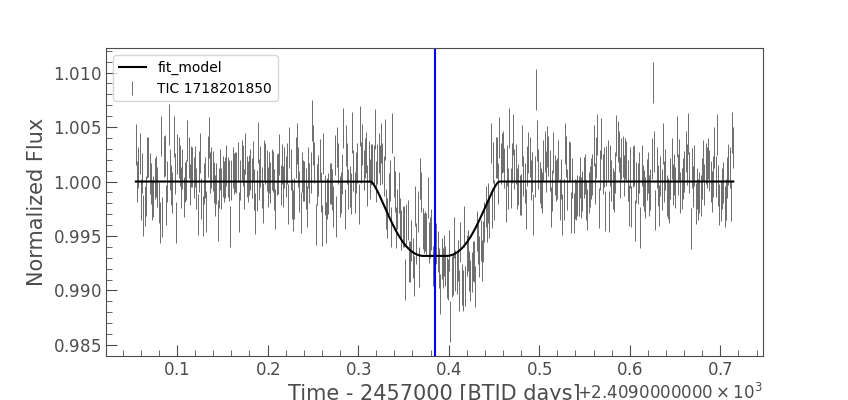 1.010
1.005
1.000
0.995
0.990
0.985
Normalized Flux
fit_model
TIC 1718201850
0.1 0.2 0.3 0.4 0.5 0.6 0.7
Time - 2457000 [BTJD days]
+2.4090000000 × 10³